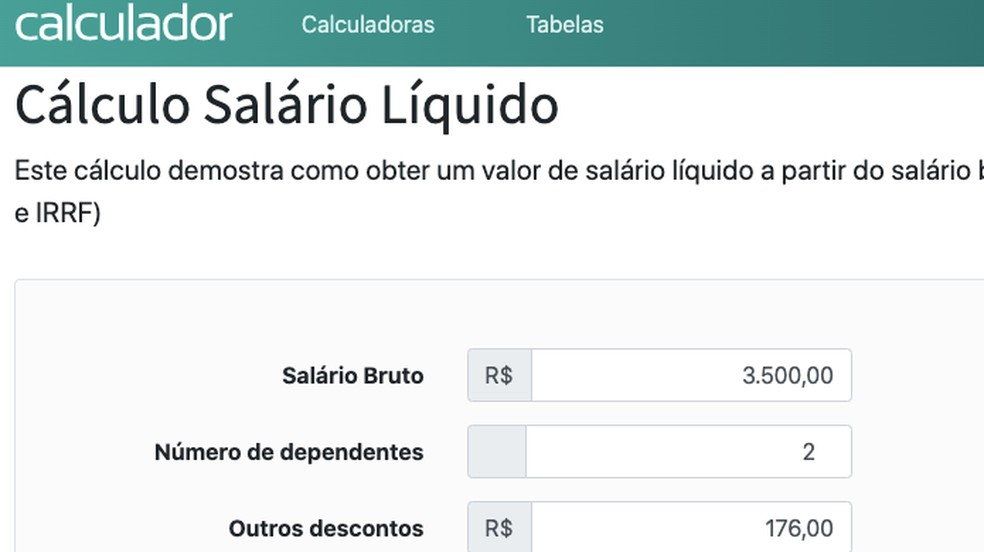 calculador
Calculadoras
Tabelas
Cálculo Salário Líquido
Este cálculo demostra como obter um valor de salário líquido a partir do salário
e IRRF)
Salário Bruto
R$
3.500,00
Número de dependentes
2
Outros descontos
R$
176,00